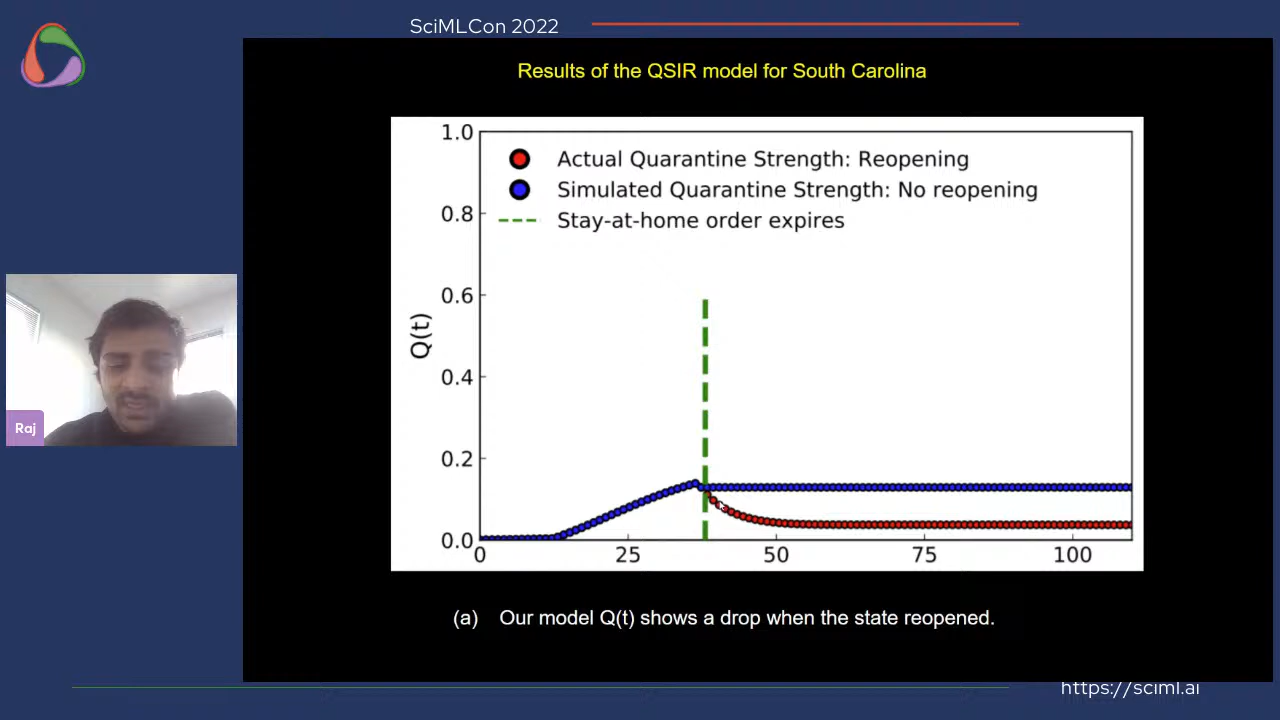 SciMLCon 2022
Results of the QSIR model for South Carolina
1.0
0.8
0.6
0.4
0.2
0.0
Q(t)
Actual Quarantine Strength: Reopening
Simulated Quarantine Strength: No reopening
Stay-at-home order expires
0 25 50 75 100
Raj
(a) Our model Q(t) shows a drop when the state reopened.
https://sciml.ai